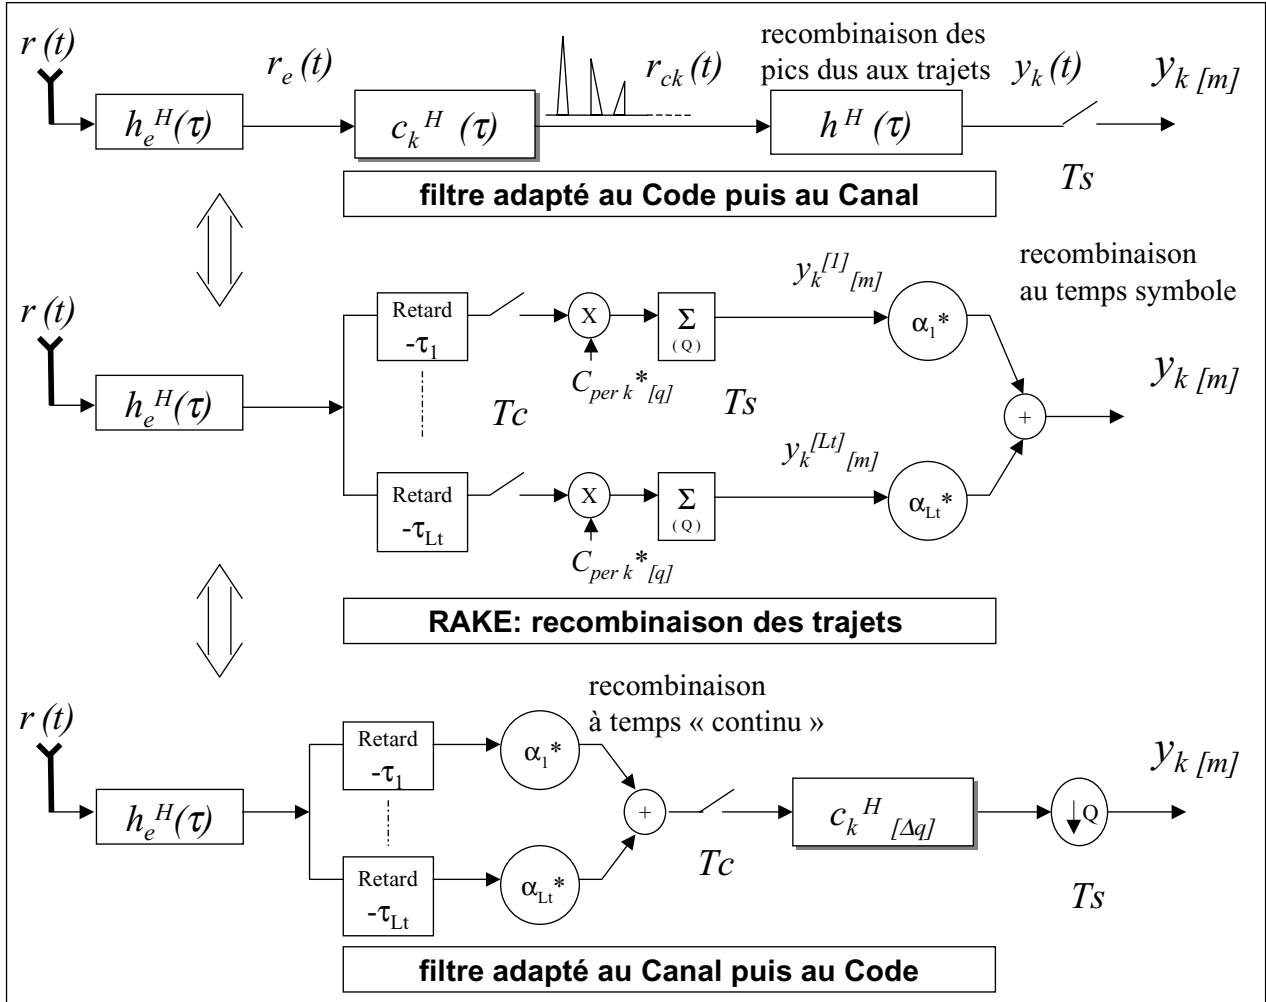 r (t)
r_e (t)
r_ck (t)
recombinaison des
pics dus aux trajets
y_k (t)
y_k [m]
h_e^H(τ)
c_k^H (τ)
h^H (τ)
Ts
filtre adapté au Code puis au Canal
r (t)
recombinaison
au temps symbole
y_k^[1] [m]
Retard
-τ_1
X
Σ
(Q)
α_1*
C_per k*[q]
h_e^H(τ)
Tc
Ts
+
y_k [m]
y_k^[Lt] [m]
Retard
-τ_Lt
X
Σ
(Q)
α_Lt*
C_per k*[q]
RAKE: recombinaison des trajets
r (t)
recombinaison
à temps « continu »
Retard
-τ_1
α_1*
y_k [m]
h_e^H(τ)
+
c_k^H [Δq]
↓Q
Tc
Ts
Retard
-τ_Lt
α_Lt*
filtre adapté au Canal puis au Code